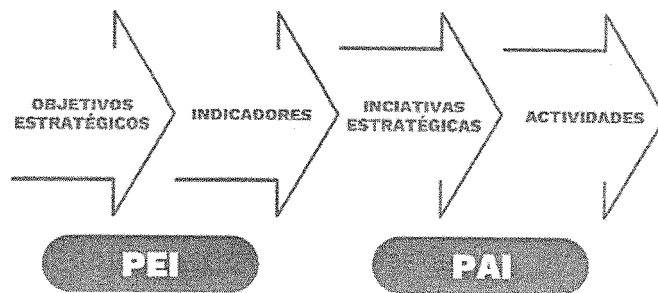 OBJETIVOS
ESTRATÉGICOS
INDICADORES
INCIATIVAS
ESTRATÉGICAS
ACTIVIDADES
PEI
PAI